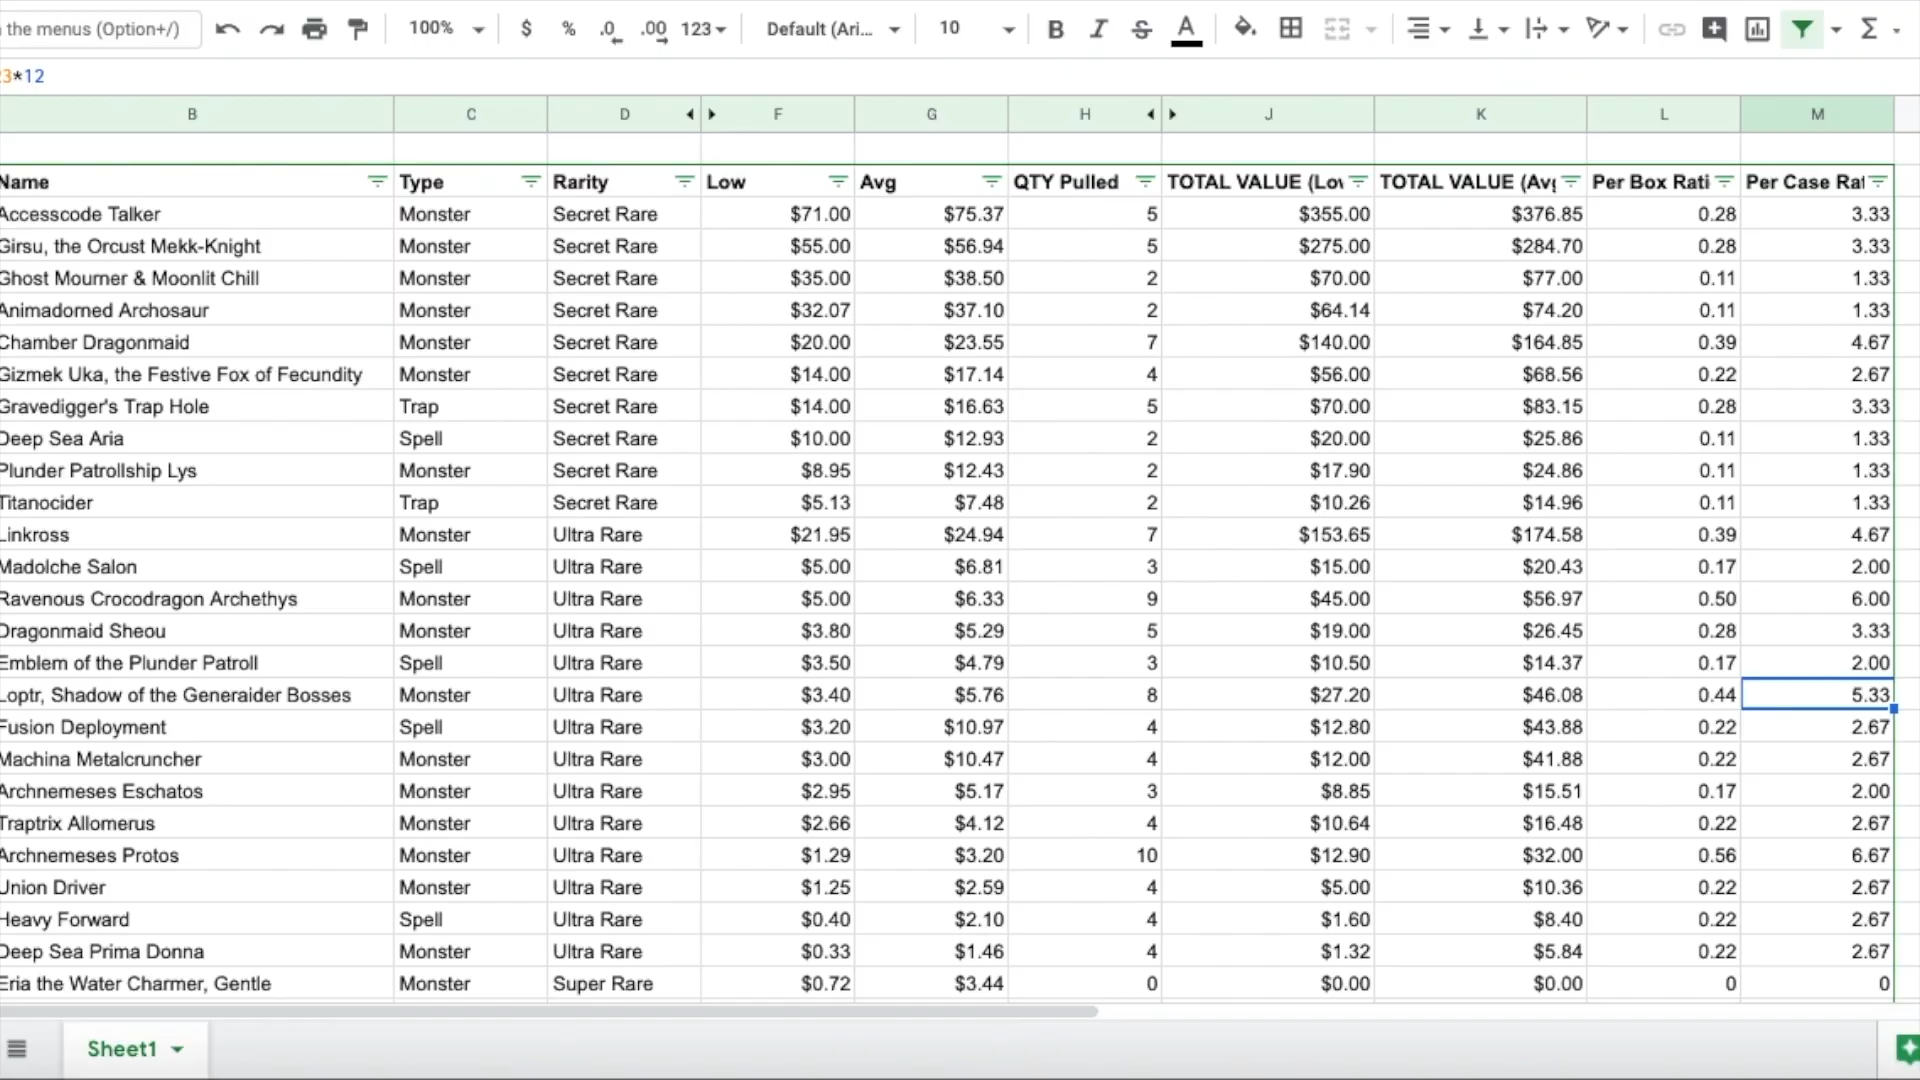 the menus (Option+/) 100% $ % .0 .00 123 Default (Ari... 10 B I S A Σ
3*12
B C D F G H J K L M
Name Type Rarity Low Avg QTY Pulled TOTAL VALUE (Lov TOTAL VALUE (Avg Per Box Rati Per Case Rat
Accesscode Talker Monster Secret Rare $71.00 $75.37 5 $355.00 $376.85 0.28 3.33
Girsu, the Orcust Mekk-Knight Monster Secret Rare $55.00 $56.94 5 $275.00 $284.70 0.28 3.33
Ghost Mourner & Moonlit Chill Monster Secret Rare $35.00 $38.50 2 $70.00 $77.00 0.11 1.33
Animadorned Archosaur Monster Secret Rare $32.07 $37.10 2 $64.14 $74.20 0.11 1.33
Chamber Dragonmaid Monster Secret Rare $20.00 $23.55 7 $140.00 $164.85 0.39 4.67
Gizmek Uka, the Festive Fox of Fecundity Monster Secret Rare $14.00 $17.14 4 $56.00 $68.56 0.22 2.67
Gravedigger's Trap Hole Trap Secret Rare $14.00 $16.63 5 $70.00 $83.15 0.28 3.33
Deep Sea Aria Spell Secret Rare $10.00 $12.93 2 $20.00 $25.86 0.11 1.33
Plunder Patrollship Lys Monster Secret Rare $8.95 $12.43 2 $17.90 $24.86 0.11 1.33
Titanocider Trap Secret Rare $5.13 $7.48 2 $10.26 $14.96 0.11 1.33
Linkross Monster Ultra Rare $21.95 $24.94 7 $153.65 $174.58 0.39 4.67
Madolche Salon Spell Ultra Rare $5.00 $6.81 3 $15.00 $20.43 0.17 2.00
Ravenous Crocodragon Archethys Monster Ultra Rare $5.00 $6.33 9 $45.00 $56.97 0.50 6.00
Dragonmaid Sheou Monster Ultra Rare $3.80 $5.29 5 $19.00 $26.45 0.28 3.33
Emblem of the Plunder Patroll Spell Ultra Rare $3.50 $4.79 3 $10.50 $14.37 0.17 2.00
Loptr, Shadow of the Generaider Bosses Monster Ultra Rare $3.40 $5.76 8 $27.20 $46.08 0.44 5.33
Fusion Deployment Spell Ultra Rare $3.20 $10.97 4 $12.80 $43.88 0.22 2.67
Machina Metalcruncher Monster Ultra Rare $3.00 $10.47 4 $12.00 $41.88 0.22 2.67
Archnemeses Eschatos Monster Ultra Rare $2.95 $5.17 3 $8.85 $15.51 0.17 2.00
Traptrix Allomerus Monster Ultra Rare $2.66 $4.12 4 $10.64 $16.48 0.22 2.67
Archnemeses Protos Monster Ultra Rare $1.29 $3.20 10 $12.90 $32.00 0.56 6.67
Union Driver Monster Ultra Rare $1.25 $2.59 4 $5.00 $10.36 0.22 2.67
Heavy Forward Spell Ultra Rare $0.40 $2.10 4 $1.60 $8.40 0.22 2.67
Deep Sea Prima Donna Monster Ultra Rare $0.33 $1.46 4 $1.32 $5.84 0.22 2.67
Eria the Water Charmer, Gentle Monster Super Rare $0.72 $3.44 0 $0.00 $0.00 0 0
Sheet1